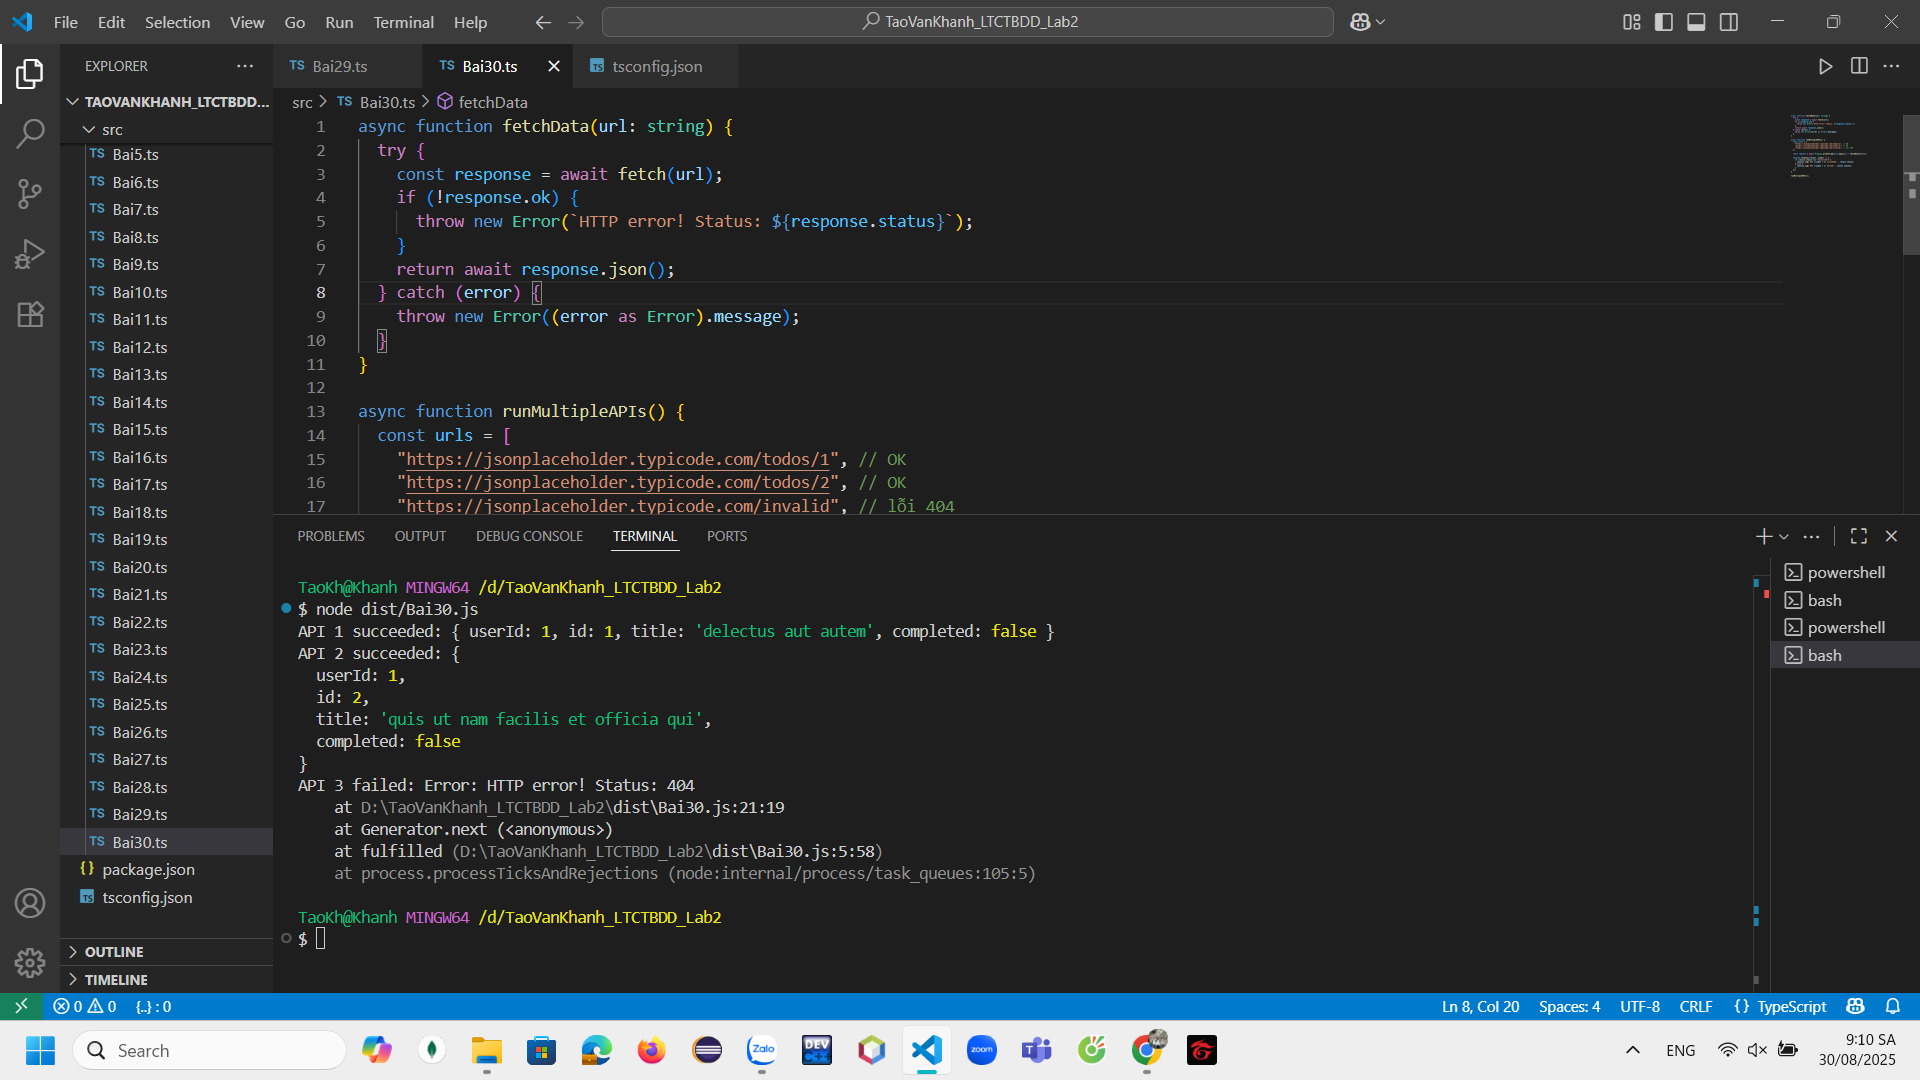 File Edit Selection View Go Run Terminal Help
TaoVanKhanh_LTCTBDD_Lab2
EXPLORER
TAOVANKHANH_LTCTBDD...
src
TS Bai5.ts
TS Bai6.ts
TS Bai7.ts
TS Bai8.ts
TS Bai9.ts
TS Bai10.ts
TS Bai11.ts
TS Bai12.ts
TS Bai13.ts
TS Bai14.ts
TS Bai15.ts
TS Bai16.ts
TS Bai17.ts
TS Bai18.ts
TS Bai19.ts
TS Bai20.ts
TS Bai21.ts
TS Bai22.ts
TS Bai23.ts
TS Bai24.ts
TS Bai25.ts
TS Bai26.ts
TS Bai27.ts
TS Bai28.ts
TS Bai29.ts
TS Bai30.ts
{} package.json
TS tsconfig.json
OUTLINE
TIMELINE
TS Bai29.ts
TS Bai30.ts
TS tsconfig.json
src > TS Bai30.ts > fetchData
1 async function fetchData(url: string) {
2 try {
3 const response = await fetch(url);
4 if (!response.ok) {
5 throw new Error(`HTTP error! Status: ${response.status}`);
6 }
7 return await response.json();
8 } catch (error) {
9 throw new Error((error as Error).message);
10 }
11 }
12
13 async function runMultipleAPIs() {
14 const urls = [
15 "https://jsonplaceholder.typicode.com/todos/1", // OK
16 "https://jsonplaceholder.typicode.com/todos/2", // OK
17 "https://jsonplaceholder.typicode.com/invalid", // lỗi 404
PROBLEMS OUTPUT DEBUG CONSOLE TERMINAL PORTS
TaoKh@Khanh MINGW64 /d/TaoVanKhanh_LTCTBDD_Lab2
$ node dist/Bai30.js
API 1 succeeded: { userId: 1, id: 1, title: 'delectus aut autem', completed: false }
API 2 succeeded: {
userId: 1,
id: 2,
title: 'quis ut nam facilis et officia qui',
completed: false
}
API 3 failed: Error: HTTP error! Status: 404
at D:\TaoVanKhanh_LTCTBDD_Lab2\dist\Bai30.js:21:19
at Generator.next (<anonymous>)
at fulfilled (D:\TaoVanKhanh_LTCTBDD_Lab2\dist\Bai30.js:5:58)
at process.processTicksAndRejections (node:internal/process/task_queues:105:5)
TaoKh@Khanh MINGW64 /d/TaoVanKhanh_LTCTBDD_Lab2
$
powershell
bash
powershell
bash
0 0 {..} : 0
Ln 8, Col 20 Spaces: 4 UTF-8 CRLF {} TypeScript
Search
Zalo
DEV
zoom
ENG
9:10 SA
30/08/2025